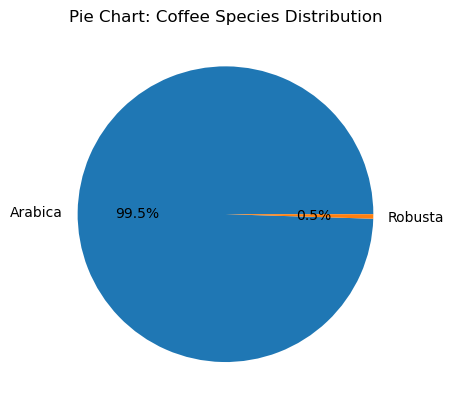 Pie Chart: Coffee Species Distribution
Arabica
99.5%
0.5%
Robusta